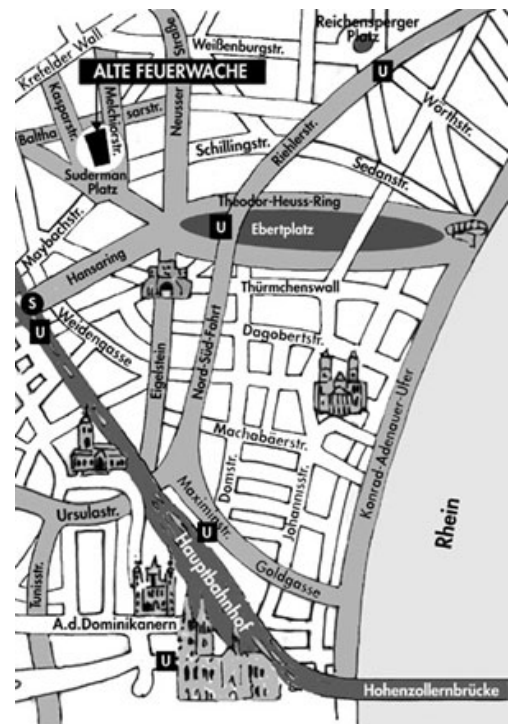 Reichensperger
Platz
Krefelder Wall
Neusser Straße
Weißenburgstr.
ALTE FEUERWACHE
U
Kasparstr.
Melchiorstr.
Baltha
sarstr.
Wörthstr.
Schillingstr.
Riehlerstr.
Sedanstr.
Suderman
Platz
Theodor-Heuss-Ring
U
Ebertplatz
Maybachstr.
Hansaring
Thürmchenswall
S
U
Weidengasse
Eigelstein
Nord-Süd-Fahrt
Dagobertstr.
Konrad-Adenauer-Ufer
Machabäerstr.
Domstr.
Johannisstr.
Ursulastr.
Maximinstr.
U
Rhein
Hauptbahnhof
Goldgasse
Tunisstr.
A.d.Dominikanern
U
Hohenzollernbrücke